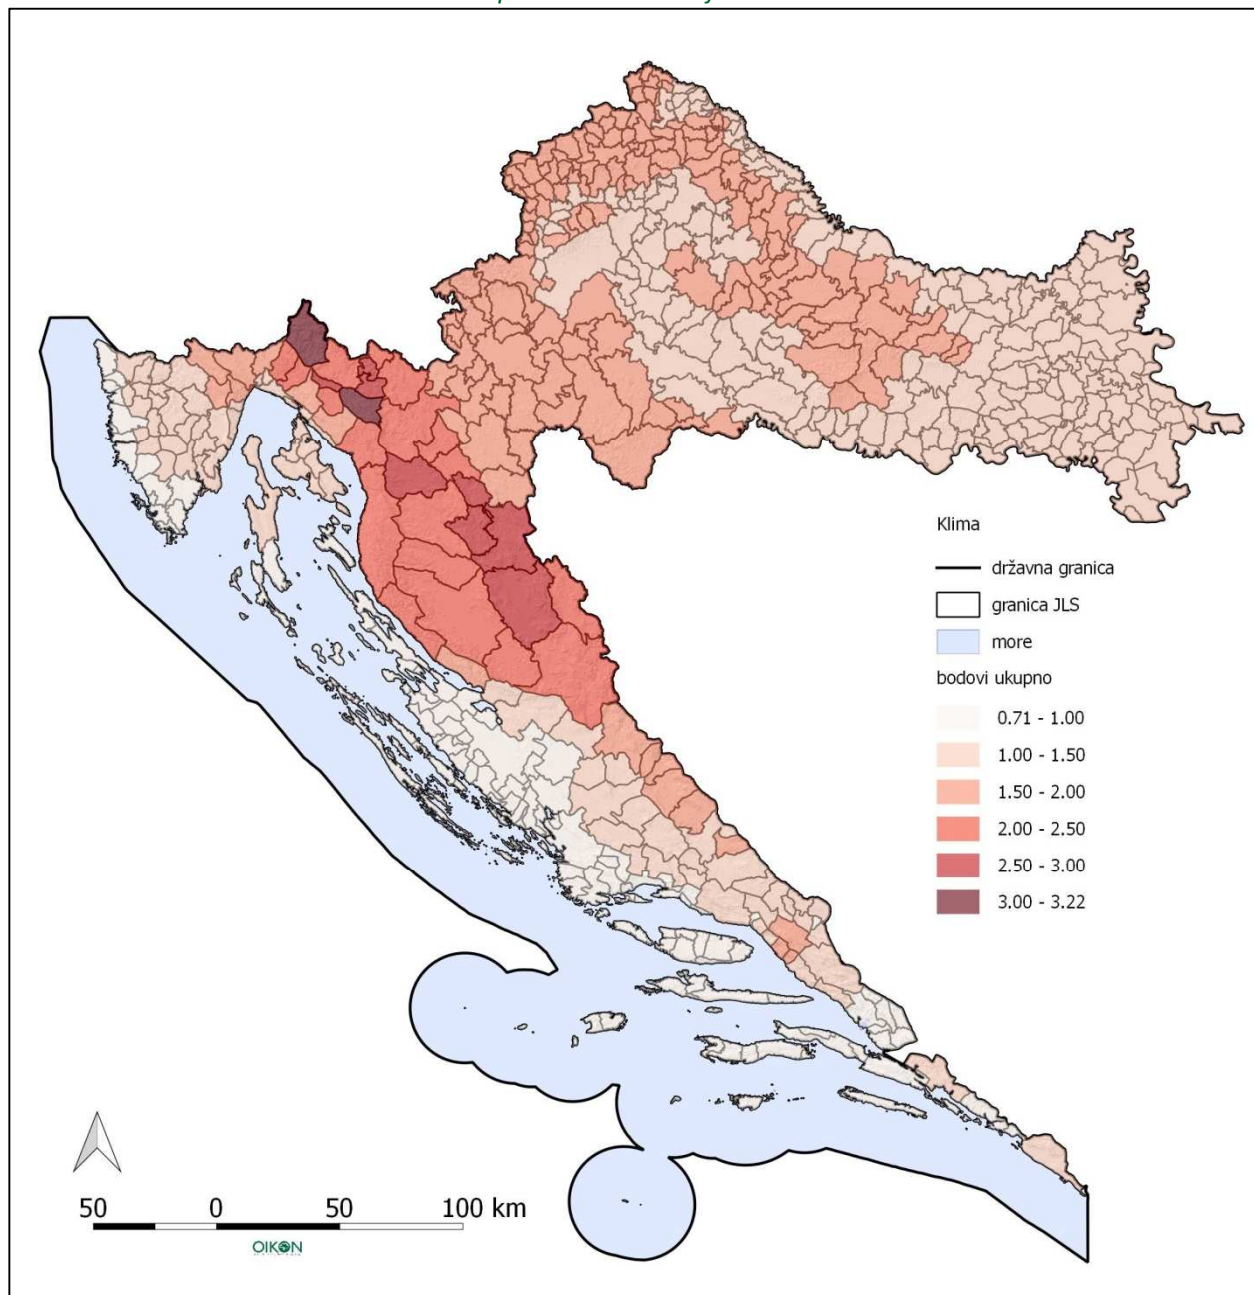 Klima
državna granica
granica JLS
more
bodovi ukupno
0.71 - 1.00
1.00 - 1.50
1.50 - 2.00
2.00 - 2.50
2.50 - 3.00
3.00 - 3.22
50 0 50 100 km
OIKON